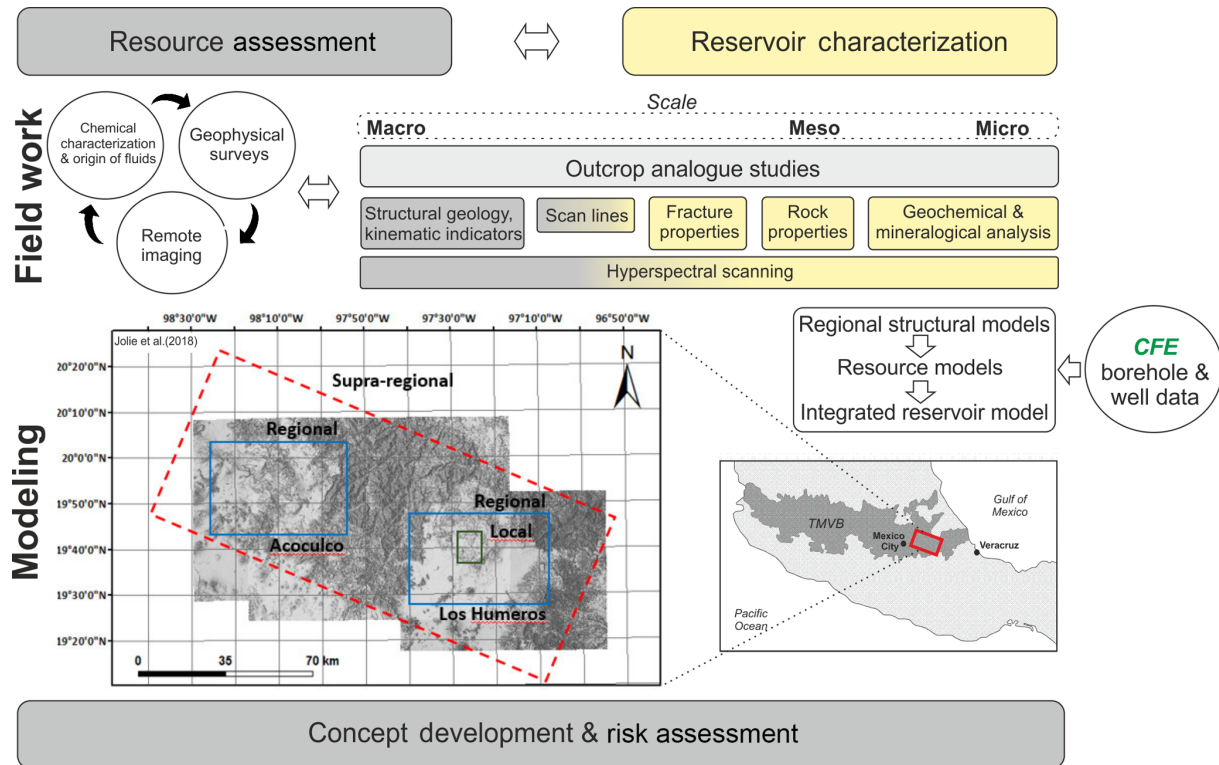 Resource assessment
Reservoir characterization
Field work
Chemical
characterization
& origin of fluids
Geophysical
surveys
Remote
imaging
Scale
Macro
Meso
Micro
Outcrop analogue studies
Structural geology,
kinematic indicators
Scan lines
Fracture
properties
Rock
properties
Geochemical &
mineralogical analysis
Hyperspectral scanning
Modeling
98°30'0"W 98°10'0"W 97°50'0"W 97°30'0"W 97°10'0"W 96°50'0"W
Jolie et al.(2018)
20°20'0"N
20°10'0"N
20°0'0"N
19°50'0"N
19°40'0"N
19°30'0"N
19°20'0"N
Supra-regional
N
Regional
Acoculco
Regional
Local
Los Humeros
0 35 70 km
Regional structural models
Resource models
Integrated reservoir model
CFE
borehole &
well data
TMVB
Mexico
City
Gulf of
Mexico
Veracruz
Pacific
Ocean
Concept development & risk assessment